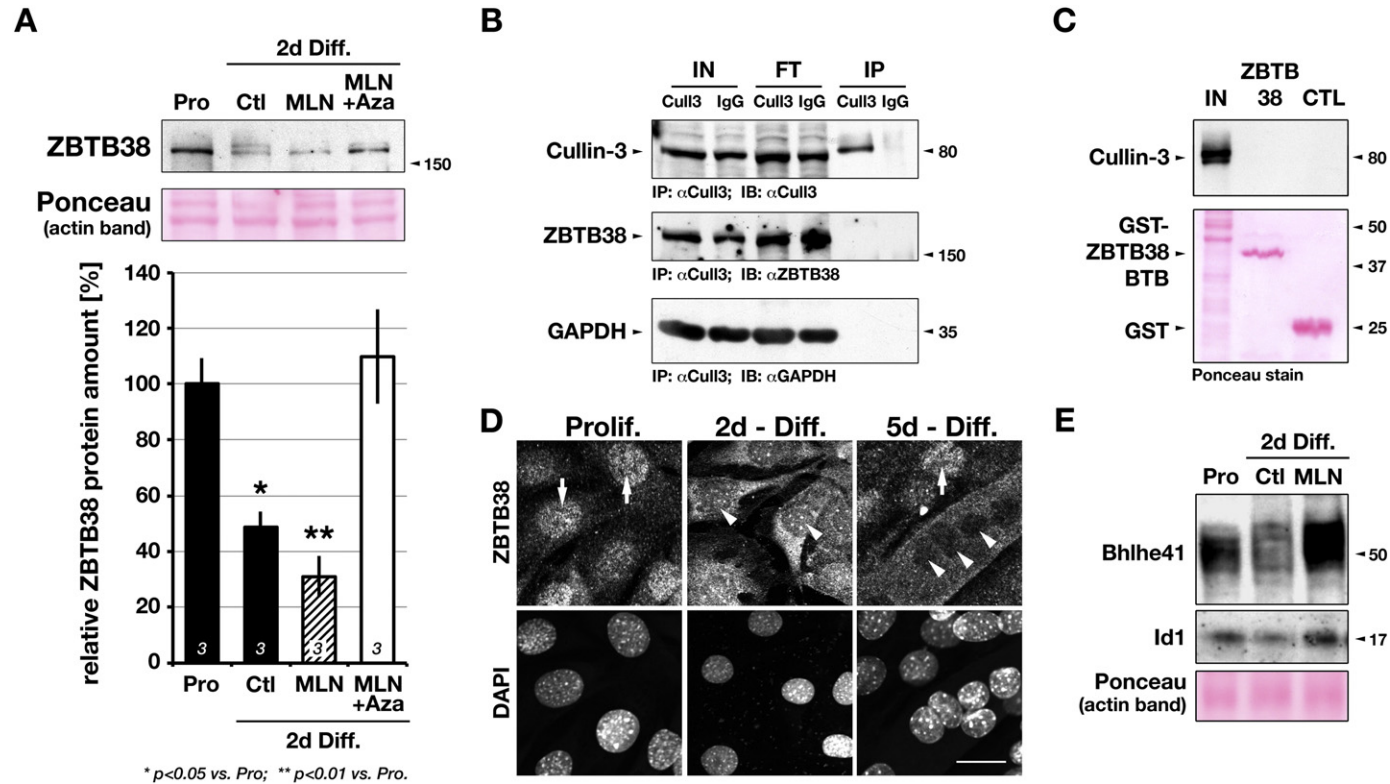 A
2d Diff.
Pro Ctl MLN MLN +Aza
ZBTB38
◄ 150
Ponceau
(actin band)
relative ZBTB38 protein amount [%]
140
120
100
80
60
40
20
0
3 3 3 3
Pro Ctl MLN MLN +Aza
* **
2d Diff.
* p<0.05 vs. Pro; ** p<0.01 vs. Pro.
B
IN FT IP
Cull3 IgG Cull3 IgG Cull3 IgG
Cullin-3 ► ◄ 80
IP: αCull3; IB: αCull3
ZBTB38 ► ◄ 150
IP: αCull3; IB: αZBTB38
GAPDH ► ◄ 35
IP: αCull3; IB: αGAPDH
C
ZBTB
IN 38 CTL
Cullin-3 ► ◄ 80
GST-
ZBTB38 ►
BTB
GST ►
◄ 50
◄ 37
◄ 25
Ponceau stain
D
Prolif. 2d - Diff. 5d - Diff.
ZBTB38
DAPI
E
2d Diff.
Pro Ctl MLN
Bhlhe41 ◄ 50
Id1 ◄ 17
Ponceau
(actin band)